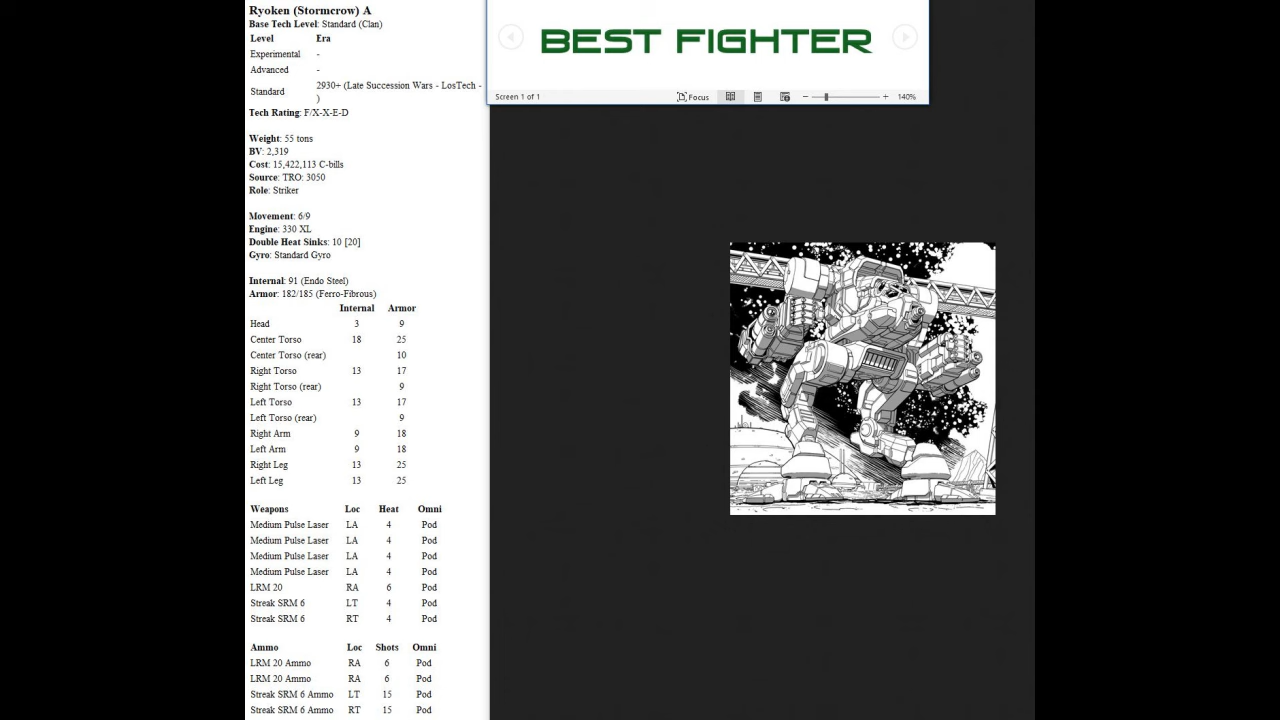 Ryoken (Stormcrow) A
Base Tech Level: Standard (Clan)
Level Era
Experimental -
Advanced -
Standard 2930+ (Late Succession Wars - LosTech -
)
Tech Rating: F/X-X-E-D
Weight: 55 tons
BV: 2,319
Cost: 15,422,113 C-bills
Source: TRO: 3050
Role: Striker
Movement: 6/9
Engine: 330 XL
Double Heat Sinks: 10 [20]
Gyro: Standard Gyro
Internal: 91 (Endo Steel)
Armor: 182/185 (Ferro-Fibrous)
Internal Armor
Head 3 9
Center Torso 18 25
Center Torso (rear) 10
Right Torso 13 17
Right Torso (rear) 9
Left Torso 13 17
Left Torso (rear) 9
Right Arm 9 18
Left Arm 9 18
Right Leg 13 25
Left Leg 13 25
Weapons Loc Heat Omni
Medium Pulse Laser LA 4 Pod
Medium Pulse Laser LA 4 Pod
Medium Pulse Laser LA 4 Pod
Medium Pulse Laser LA 4 Pod
LRM 20 RA 6 Pod
Streak SRM 6 LT 4 Pod
Streak SRM 6 RT 4 Pod
Ammo Loc Shots Omni
LRM 20 Ammo RA 6 Pod
LRM 20 Ammo RA 6 Pod
Streak SRM 6 Ammo LT 15 Pod
Streak SRM 6 Ammo RT 15 Pod
BEST FIGHTER
Screen 1 of 1 Focus 140%